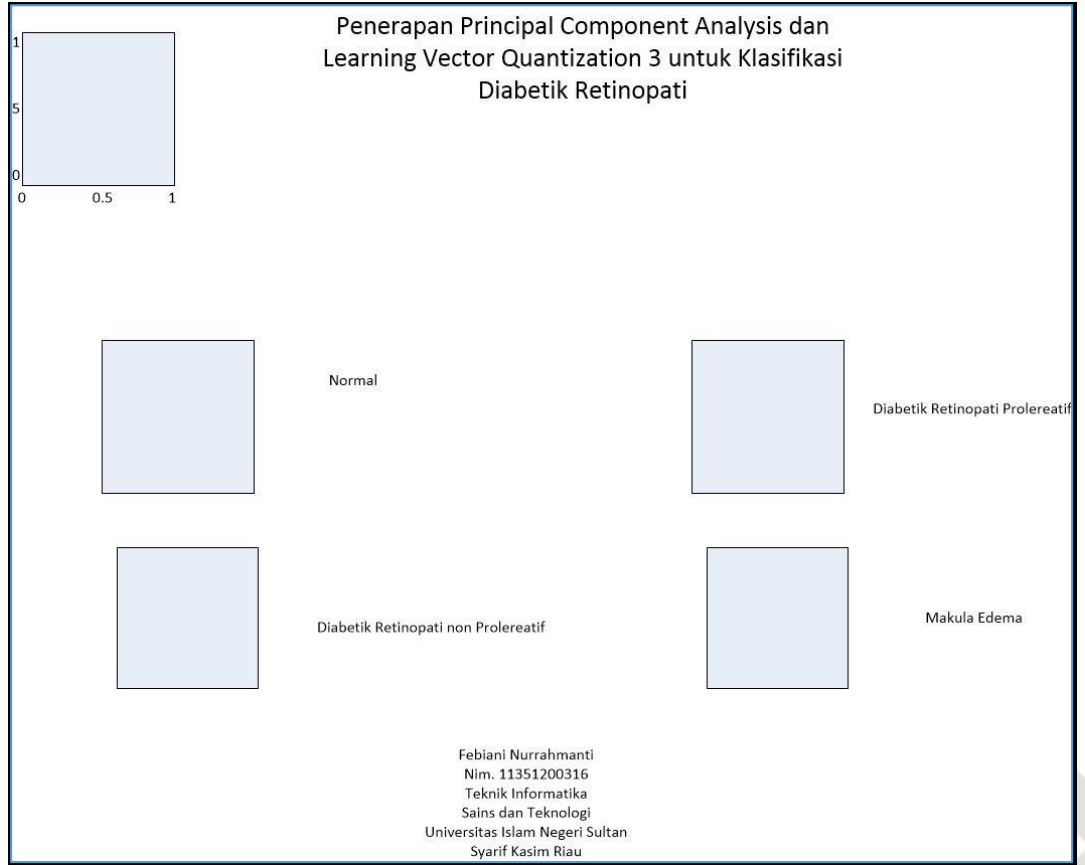 Penerapan Principal Component Analysis dan
Learning Vector Quantization 3 untuk Klasifikasi
Diabetik Retinopati
1
5
0
0 0.5 1
Normal
Diabetik Retinopati Prolereatif
Diabetik Retinopati non Prolereatif
Makula Edema
Febiani Nurrahmanti
Nim. 11351200316
Teknik Informatika
Sains dan Teknologi
Universitas Islam Negeri Sultan
Syarif Kasim Riau